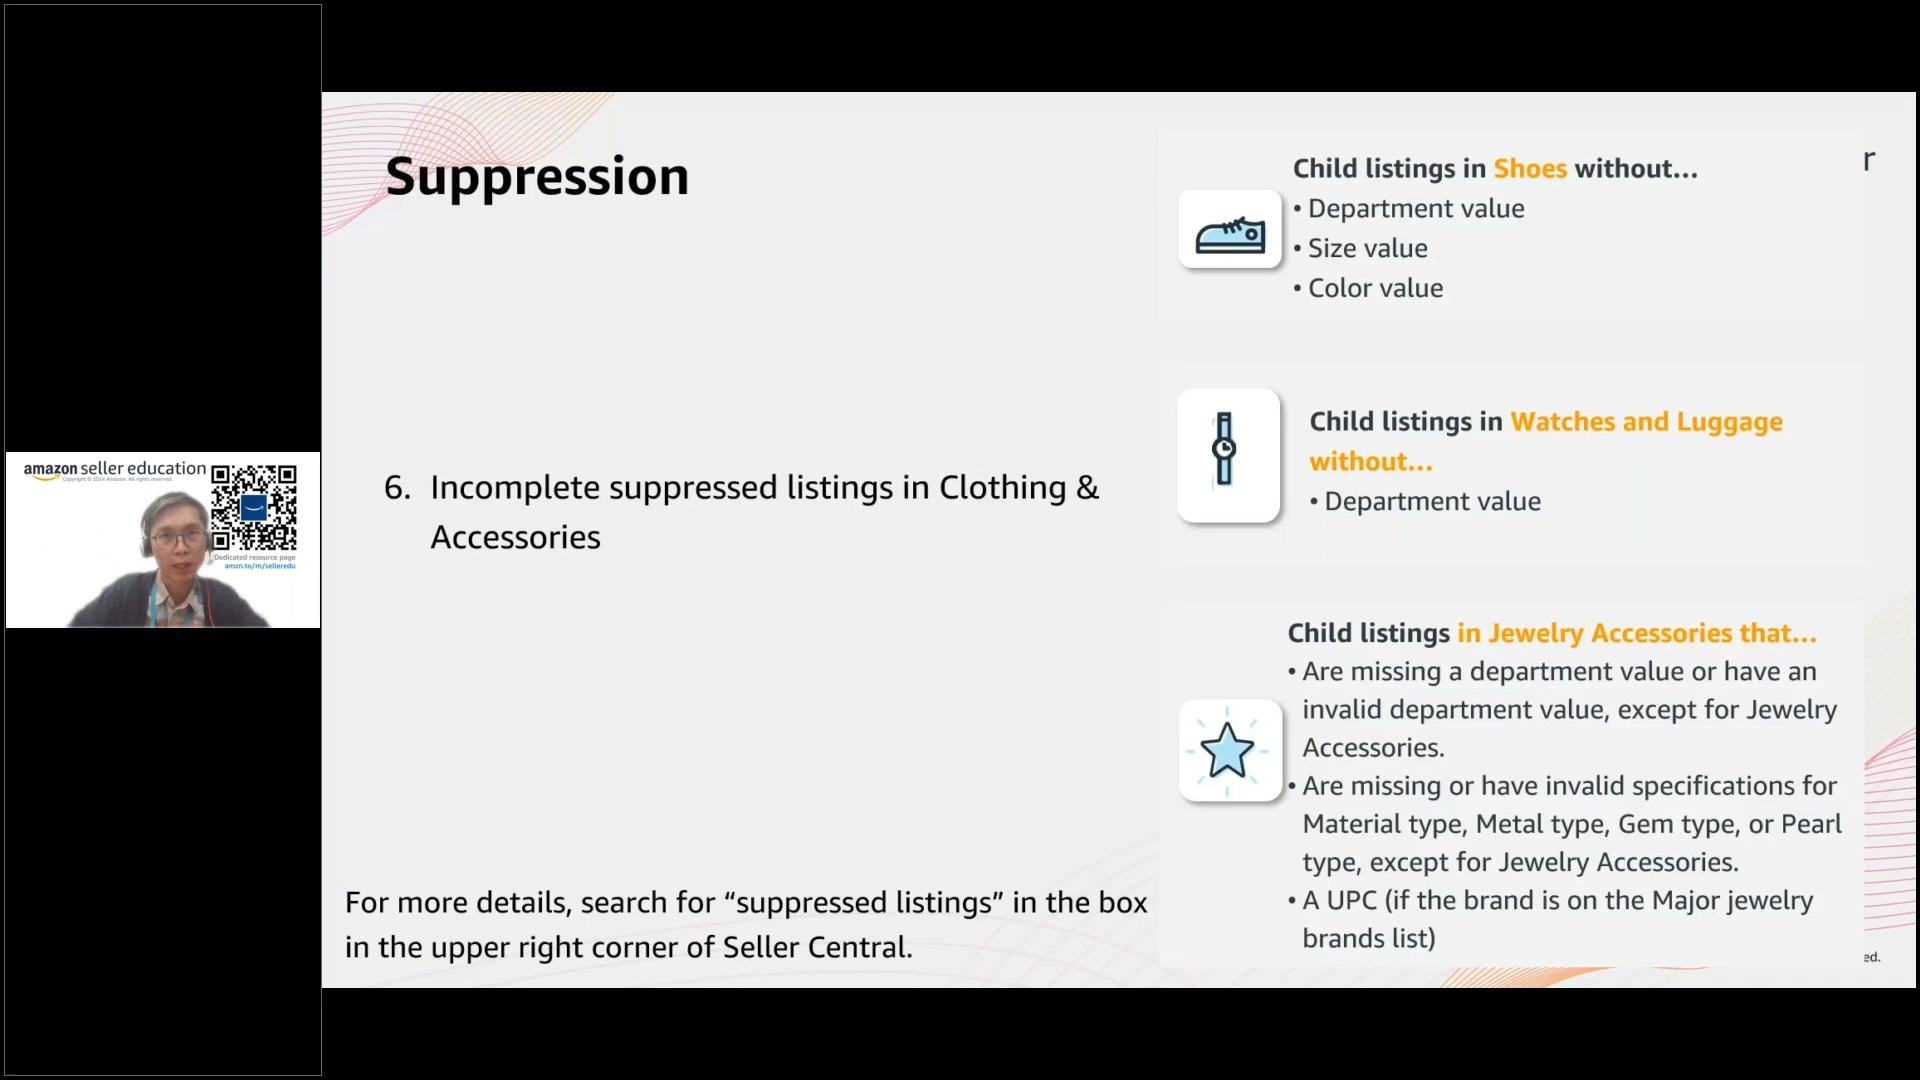 amazon seller education
Copyright © 2024 Amazon. All rights reserved.
Dedicated resource page
amzn.to/m/selleredu
Suppression
6. Incomplete suppressed listings in Clothing &
Accessories
For more details, search for “suppressed listings” in the box
in the upper right corner of Seller Central.
r
Child listings in Shoes without...
• Department value
• Size value
• Color value
Child listings in Watches and Luggage
without...
• Department value
Child listings in Jewelry Accessories that...
• Are missing a department value or have an
invalid department value, except for Jewelry
Accessories.
• Are missing or have invalid specifications for
Material type, Metal type, Gem type, or Pearl
type, except for Jewelry Accessories.
• A UPC (if the brand is on the Major jewelry
brands list)
ed.